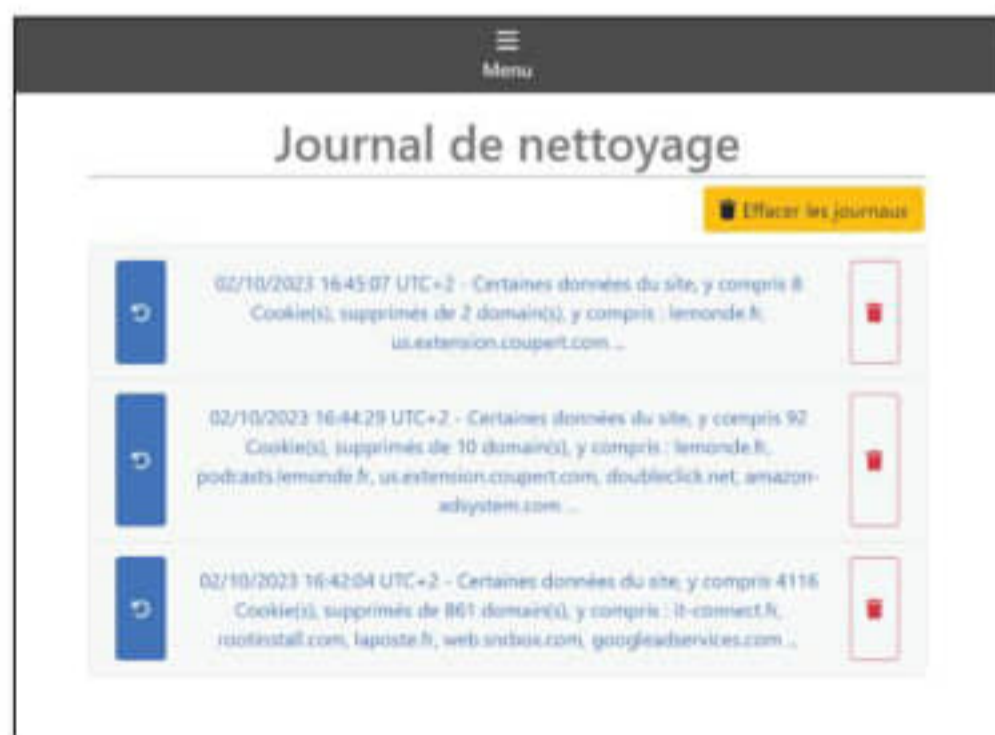 Menu
Journal de nettoyage
Effacer les journaux
02/10/2023 16:45:07 UTC+2 - Certaines données du site, y compris 8
Cookie(s), supprimés de 2 domain(s), y compris : lemonde.fr,
us.extension.coupert.com ...
02/10/2023 16:44:29 UTC+2 - Certaines données du site, y compris 92
Cookie(s), supprimés de 10 domain(s), y compris : lemonde.fr,
podcasts.lemonde.fr, us.extension.coupert.com, doubleclick.net, amazon-
adsystem.com ...
02/10/2023 16:42:04 UTC+2 - Certaines données du site, y compris 4116
Cookie(s), supprimés de 861 domain(s), y compris : it-connect.fr,
rootinstall.com, laposte.fr, googleadservices.com ...